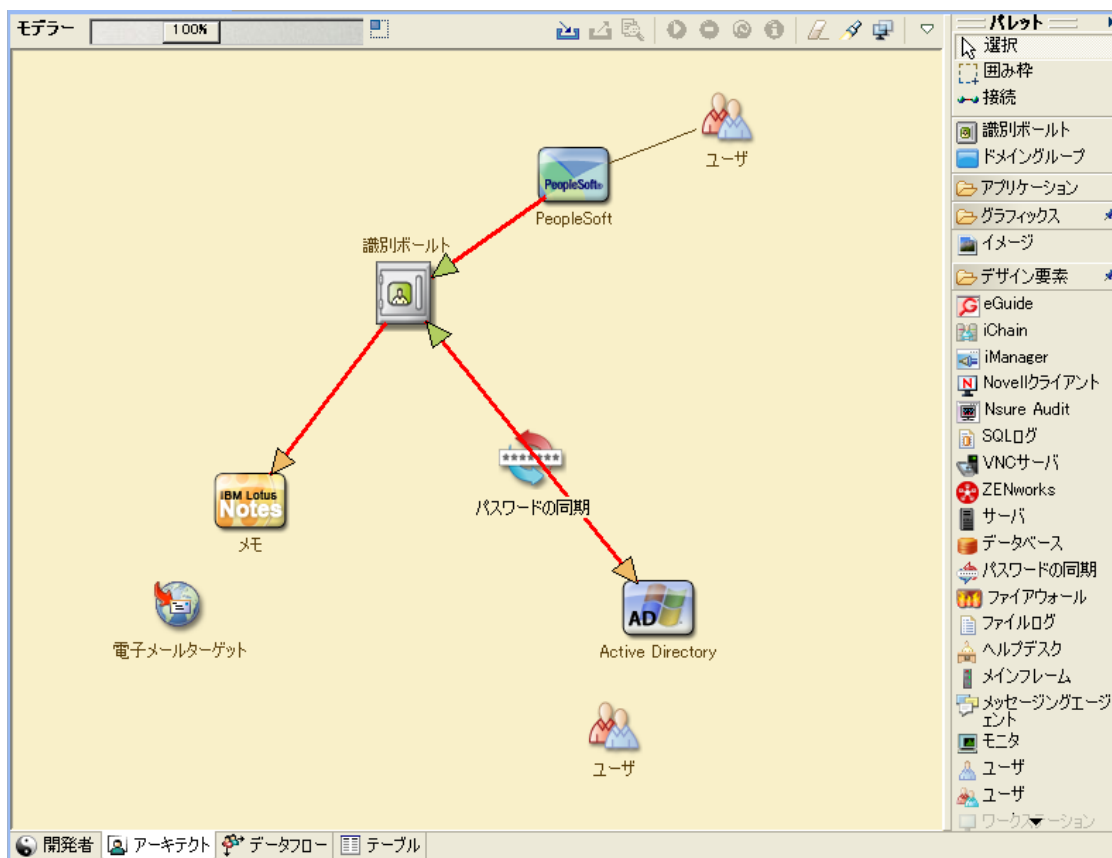 モデラー
100%
ユーザ
PeopleSoft®
PeopleSoft
識別ボールト
*******
パスワードの同期
IBM Lotus
Notes
メモ
電子メールターゲット
AD
Active Directory
ユーザ
パレット
選択
囲み枠
接続
識別ボールト
ドメイングループ
アプリケーション
グラフィックス
イメージ
デザイン要素
eGuide
iChain
iManager
Novellクライアント
Nsure Audit
SQLログ
VNCサーバ
ZENworks
サーバ
データベース
パスワードの同期
ファイアウォール
ファイルログ
ヘルプデスク
メインフレーム
メッセージングエージ
ェント
モニタ
ユーザ
ユーザ
ワークステーション
開発者
アーキテクト
データフロー
テーブル